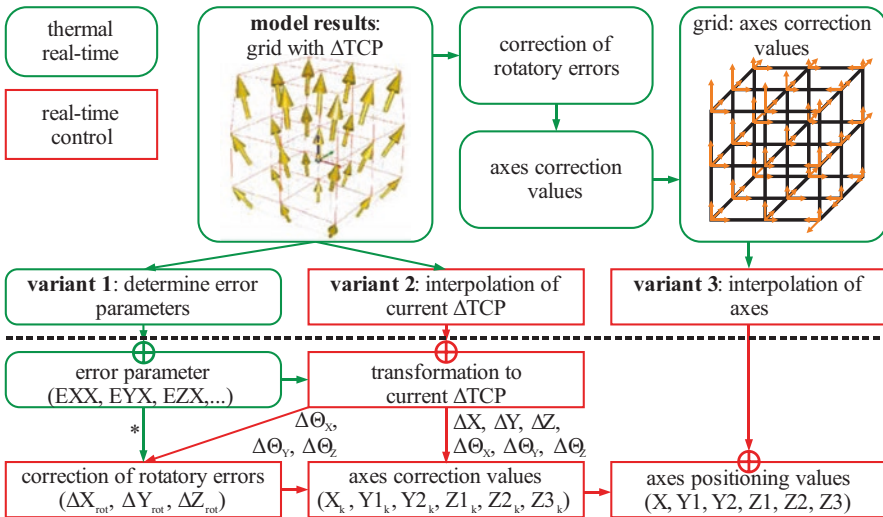 thermal
real-time
real-time
control
model results:
grid with ΔTCP
correction of
rotatory errors
axes correction
values
grid: axes correction
values
variant 1: determine error
parameters
variant 2: interpolation of
current ΔTCP
variant 3: interpolation of
axes
error parameter
(EXX, EYX, EZX,...)
transformation to
current ΔTCP
*
ΔΘX,
ΔΘY, ΔΘZ
ΔX, ΔY, ΔZ,
ΔΘX, ΔΘY, ΔΘZ
correction of rotatory errors
(ΔXrot, ΔYrot, ΔZrot)
axes correction values
(Xk, Y1k, Y2k, Z1k, Z2k, Z3k)
axes positioning values
(X, Y1, Y2, Z1, Z2, Z3)